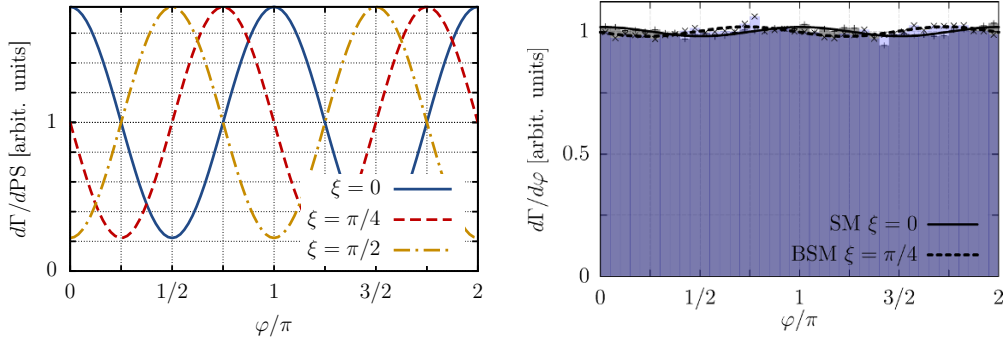 dΓ/dPS [arbit. units]
1
0
ξ = 0
ξ = π/4
ξ = π/2
0
1/2
1
3/2
2
φ/π
dΓ/dφ [arbit. units]
1
0.5
0
SM ξ = 0
BSM ξ = π/4
0
1/2
1
3/2
2
φ/π